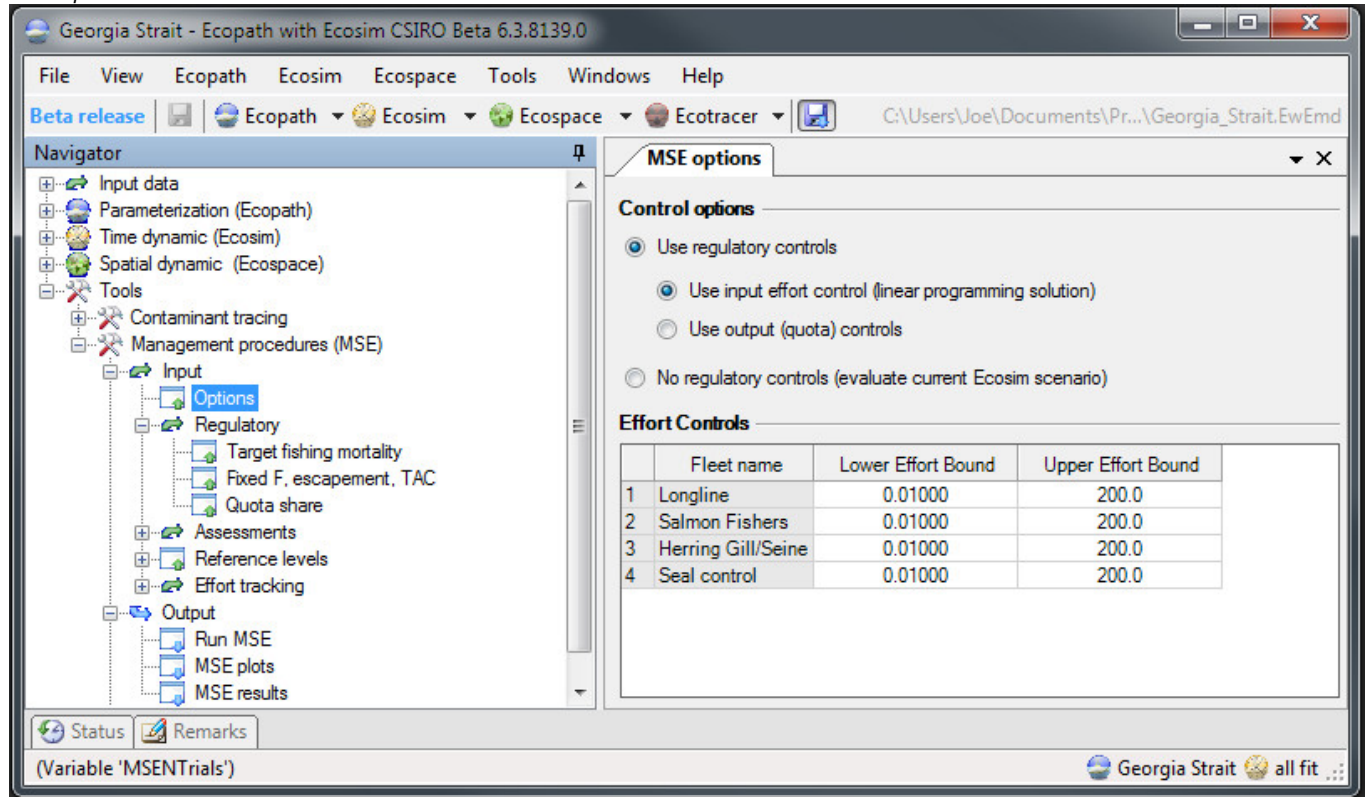 Georgia Strait - Ecopath with Ecosim CSIRO Beta 6.3.8139.0
File View Ecopath Ecosim Ecospace Tools Windows Help
Beta release Ecopath Ecosim Ecospace Ecotracer C:\Users\Joe\Documents\Pr...\Georgia_Strait.EwEmd
Navigator
Input data
Parameterization (Ecopath)
Time dynamic (Ecosim)
Spatial dynamic (Ecospace)
Tools
Contaminant tracing
Management procedures (MSE)
Input
Options
Regulatory
Target fishing mortality
Fixed F, escapement, TAC
Quota share
Assessments
Reference levels
Effort tracking
Output
Run MSE
MSE plots
MSE results
MSE options
Control options
Use regulatory controls
Use input effort control (linear programming solution)
Use output (quota) controls
No regulatory controls (evaluate current Ecosim scenario)
Effort Controls
Fleet name Lower Effort Bound Upper Effort Bound
1 Longline 0.01000 200.0
2 Salmon Fishers 0.01000 200.0
3 Herring Gill/Seine 0.01000 200.0
4 Seal control 0.01000 200.0
Status Remarks
(Variable 'MSENTrials') Georgia Strait all fit